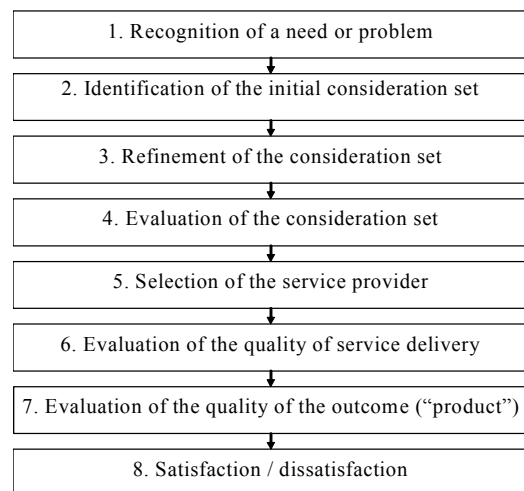 1. Recognition of a need or problem
2. Identification of the initial consideration set
3. Refinement of the consideration set
4. Evaluation of the consideration set
5. Selection of the service provider
6. Evaluation of the quality of service delivery
7. Evaluation of the quality of the outcome (“product”)
8. Satisfaction / dissatisfaction